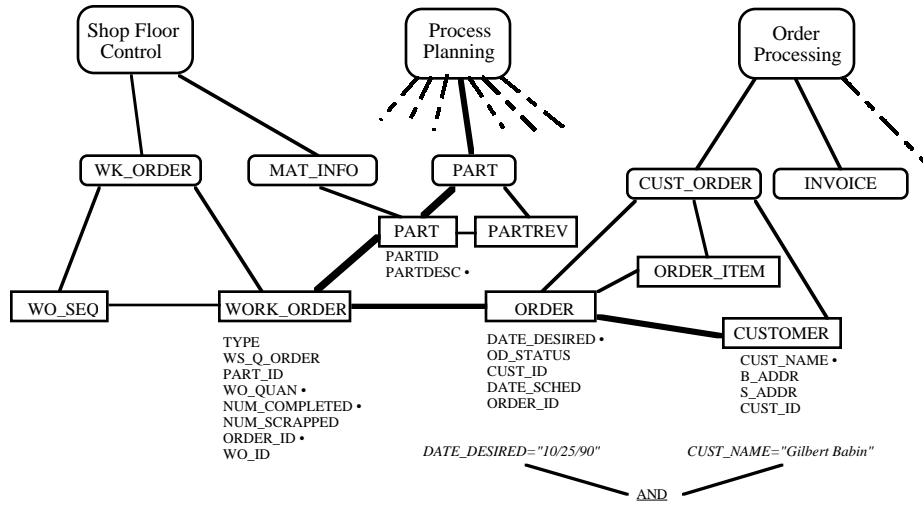 Shop Floor
Control
Process
Planning
Order
Processing
WK_ORDER
MAT_INFO
PART
CUST_ORDER
INVOICE
PART
PARTREV
PARTID
PARTDESC •
ORDER_ITEM
WO_SEQ
WORK_ORDER
ORDER
CUSTOMER
TYPE
WS_Q_ORDER
PART_ID
WO_QUAN •
NUM_COMPLETED •
NUM_SCRAPPED
ORDER_ID •
WO_ID
DATE_DESIRED •
OD_STATUS
CUST_ID
DATE_SCHED
ORDER_ID
CUST_NAME •
B_ADDR
S_ADDR
CUST_ID
DATE_DESIRED="10/25/90"
CUST_NAME="Gilbert Babin"
AND